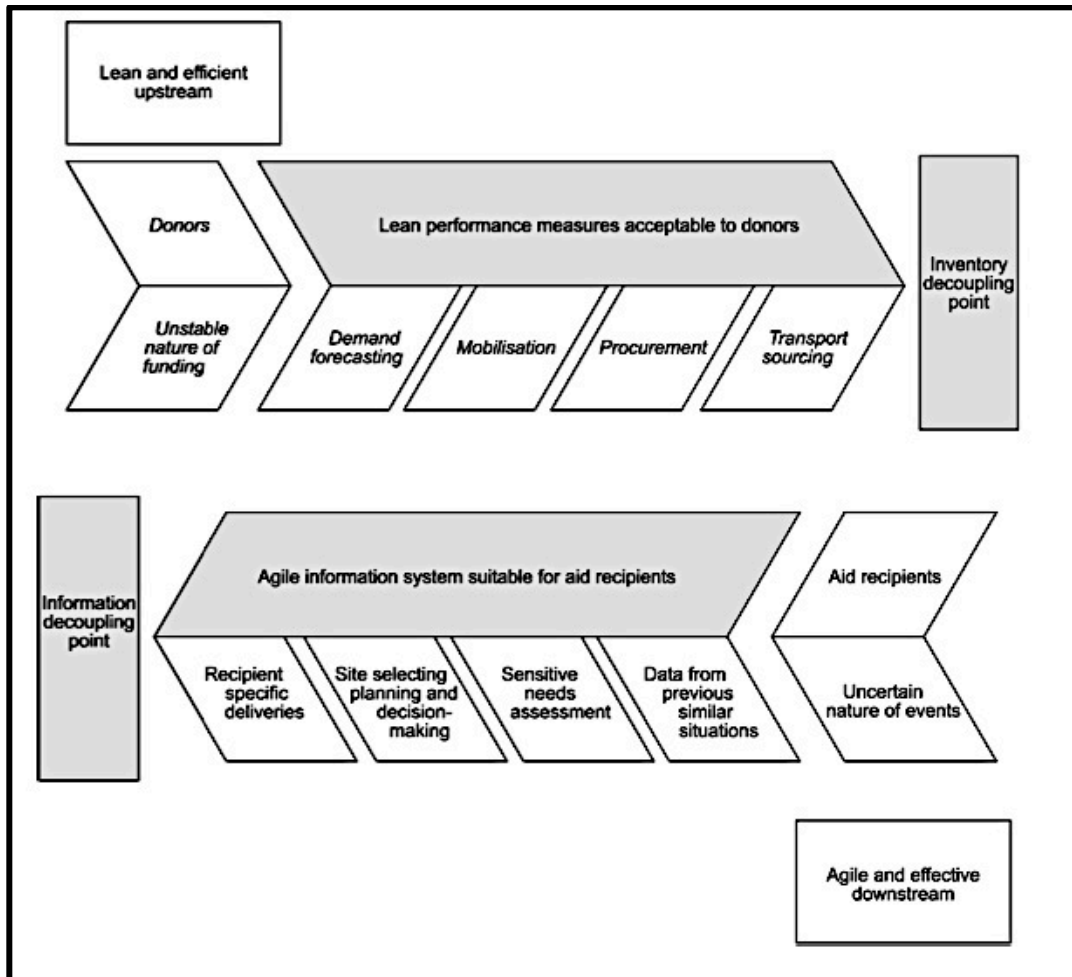 Lean and efficient
upstream
Donors
Lean performance measures acceptable to donors
Inventory
decoupling
point
Unstable
nature of
funding
Demand
forecasting
Mobilisation
Procurement
Transport
sourcing
Information
decoupling
point
Agile information system suitable for aid recipients
Aid recipients
Recipient
specific
deliveries
Site selecting
planning and
decision-
making
Sensitive
needs
assessment
Data from
previous
similar
situations
Uncertain
nature of events
Agile and effective
downstream